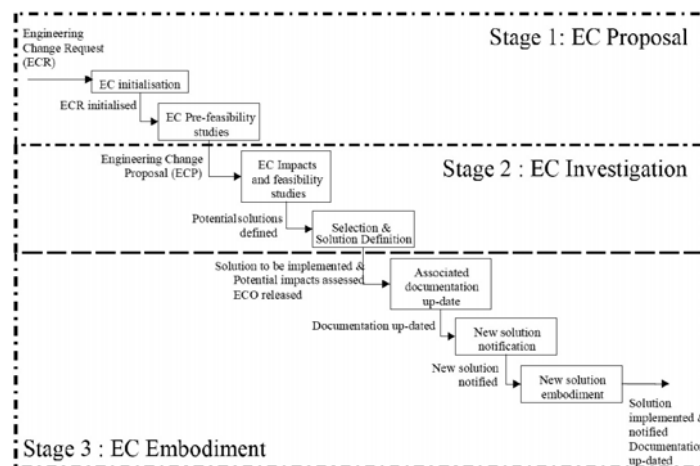 Engineering
Change Request
(ECR)
Stage 1: EC Proposal
EC initialisation
ECR initialised
EC Pre-feasibility
studies
Engineering Change
Proposal (ECP)
EC Impacts
and feasibility
studies
Stage 2 : EC Investigation
Potential solutions
defined
Selection &
Solution Definition
Solution to be implemented &
Potential impacts assessed
ECO released
Associated
documentation
up-date
Documentation up-dated
New solution
notification
New solution
notified
New solution
embodiment
Solution
implemented &
notified
Documentation
up-dated
Stage 3 : EC Embodiment